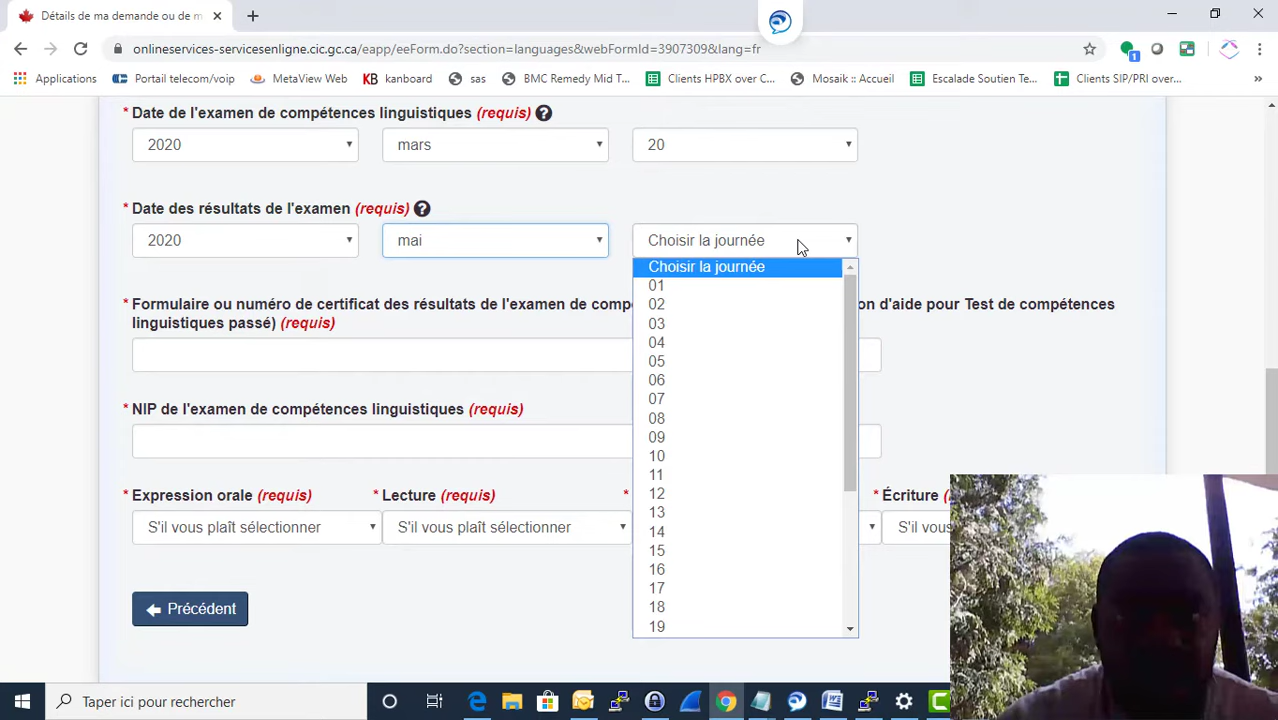 Détails de ma demande ou de m
onlineservices-servicesenligne.cic.gc.ca/eapp/eeForm.do?section=languages&webFormId=3907309&lang=fr
1
Applications Portail telecom/voip MetaView Web KB kanboard sas BMC Remedy Mid T... Clients HPBX over C... Mosaik :: Accueil Escalade Soutien Te... Clients SIP/PRI over... »
* Date de l'examen de compétences linguistiques (requis) ?
2020 mars 20
* Date des résultats de l'examen (requis) ?
2020 mai Choisir la journée
Choisir la journée
01
02
03
04
05
06
07
08
09
10
11
12
13
14
15
16
17
18
19
* Formulaire ou numéro de certificat des résultats de l'examen de compé on d'aide pour Test de compétences
linguistiques passé) (requis)
* NIP de l'examen de compétences linguistiques (requis)
* Expression orale (requis) * Lecture (requis) * * Écriture (
S'il vous plaît sélectionner S'il vous plaît sélectionner S'il vous
Précédent
Taper ici pour rechercher